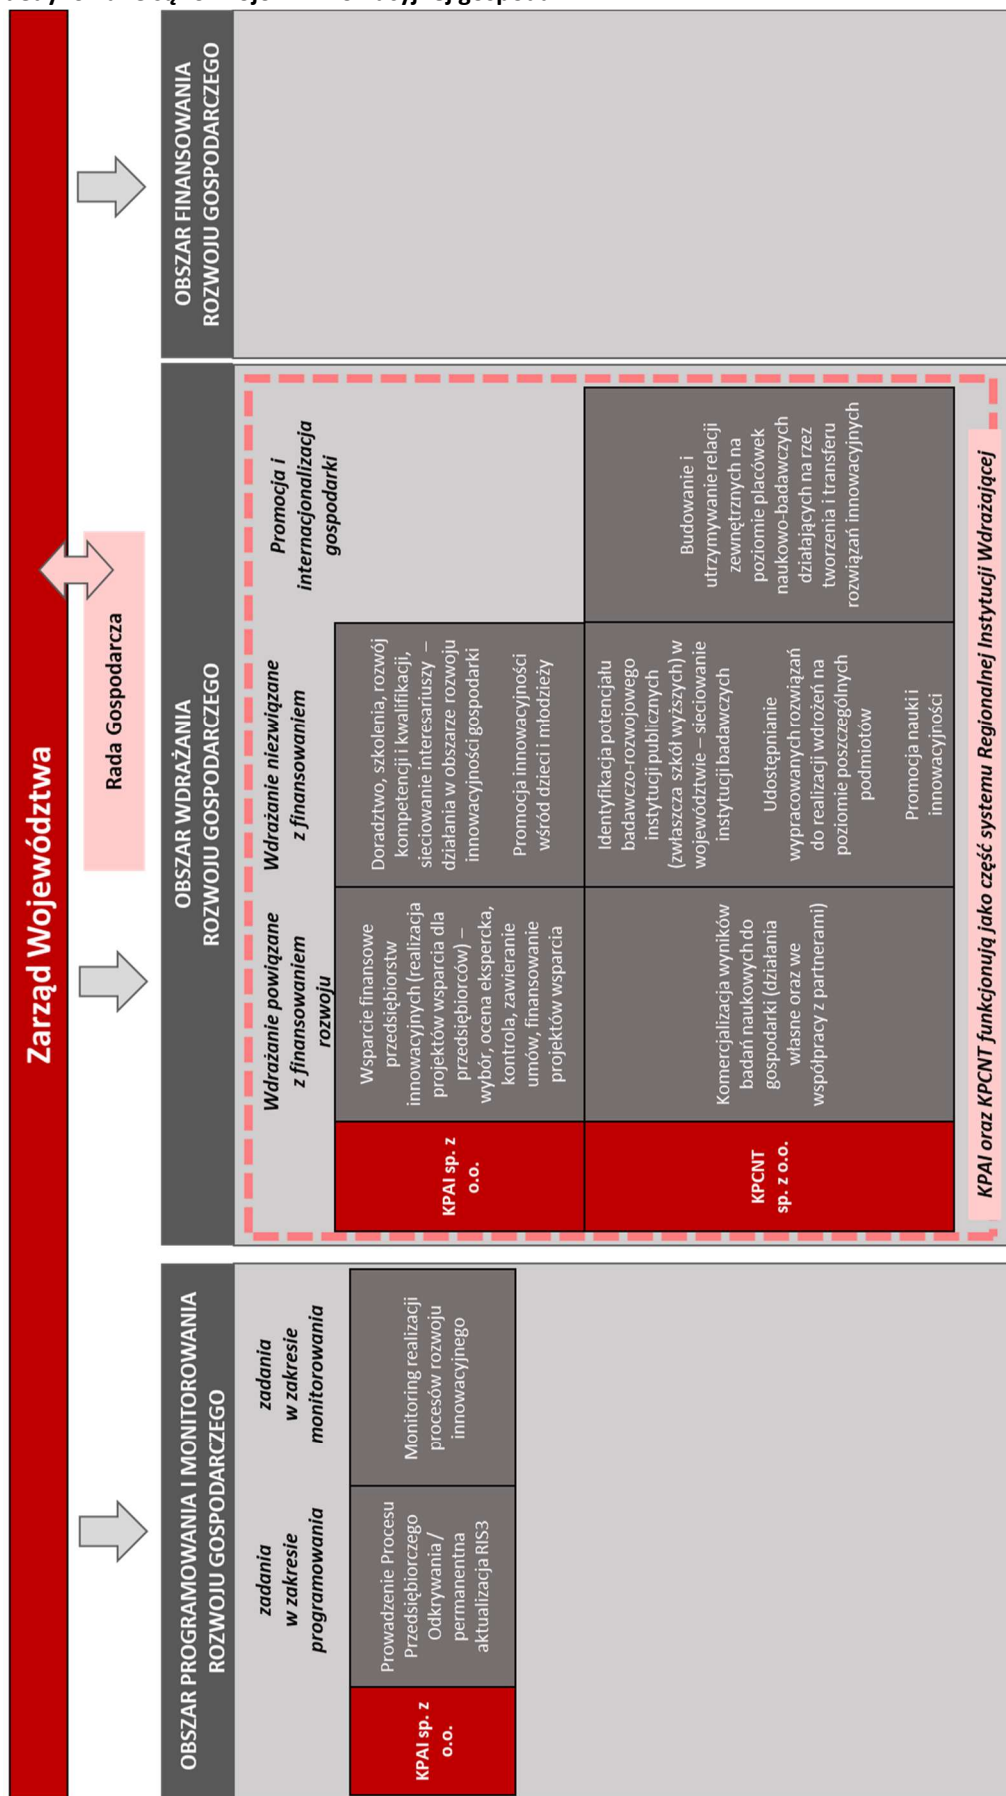 Zarząd Województwa
Rada Gospodarcza
OBSZAR PROGRAMOWANIA I MONITOROWANIA
ROZWOJU GOSPODARCZEGO
zadania
w zakresie
programowania
zadania
w zakresie
monitorowania
KPAI sp. z
o.o.
Prowadzenie Procesu
Przedsiębiorczego
Odkrywania /
permanentna
aktualizacja RIS3
Monitoring realizacji
procesów rozwoju
innowacyjnego
OBSZAR WDRAŻANIA
ROZWOJU GOSPODARCZEGO
Wdrażanie powiązane
z finansowaniem
rozwoju
Wdrażanie niezwiązane
z finansowaniem
Promocja i
internacjonalizacja
gospodarki
KPAI sp. z
o.o.
Wsparcie finansowe
przedsiębiorstw
innowacyjnych (realizacja
projektów wsparcia dla
przedsiębiorców) –
wybór, ocena ekspercka,
kontrola, zawieranie
umów, finansowanie
projektów wsparcia
Doradztwo, szkolenia, rozwój
kompetencji i kwalifikacji,
sieciowanie interesariuszy –
działania w obszarze rozwoju
innowacyjności gospodarki
Promocja innowacyjności
wśród dzieci i młodzieży
KPCNT
sp. z o.o.
Komercjalizacja wyników
badań naukowych do
gospodarki (działania
własne oraz we
współpracy z partnerami)
Identyfikacja potencjału
badawczo-rozwojowego
instytucji publicznych
(zwłaszcza szkół wyższych) w
województwie – sieciowanie
instytucji badawczych
Udostępnianie
wypracowanych rozwiązań
do realizacji wdrożeń na
poziomie poszczególnych
podmiotów
Promocja nauki i
innowacyjności
Budowanie i
utrzymywanie relacji
zewnętrznych na
poziomie placówek
naukowo-badawczych
działających na rzez
tworzenia i transferu
rozwiązań innowacyjnych
KPAI oraz KPCNT funkcjonują jako część systemu Regionalnej Instytucji Wdrażającej
OBSZAR FINANSOWANIA
ROZWOJU GOSPODARCZEGO